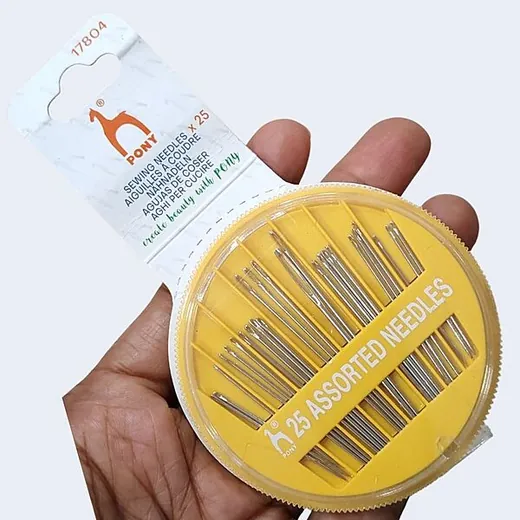 17804
®
PONY
SEWING NEEDLES
AIGUILLES À COUDRE
NÄHNADELN
AGUJAS DE COSER
AGHI PER CUCIRE
X 25
create beauty with PONY
25 ASSORTED NEEDLES
PONY